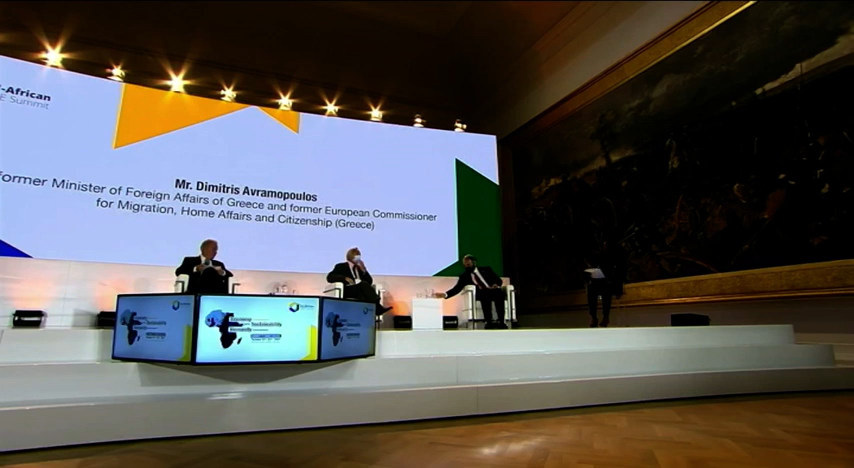 -African
E Summit
Mr. Dimitris Avramopoulos
former Minister of Foreign Affairs of Greece and former European Commissioner
for Migration, Home Affairs and Citizenship (Greece)
Sustainability